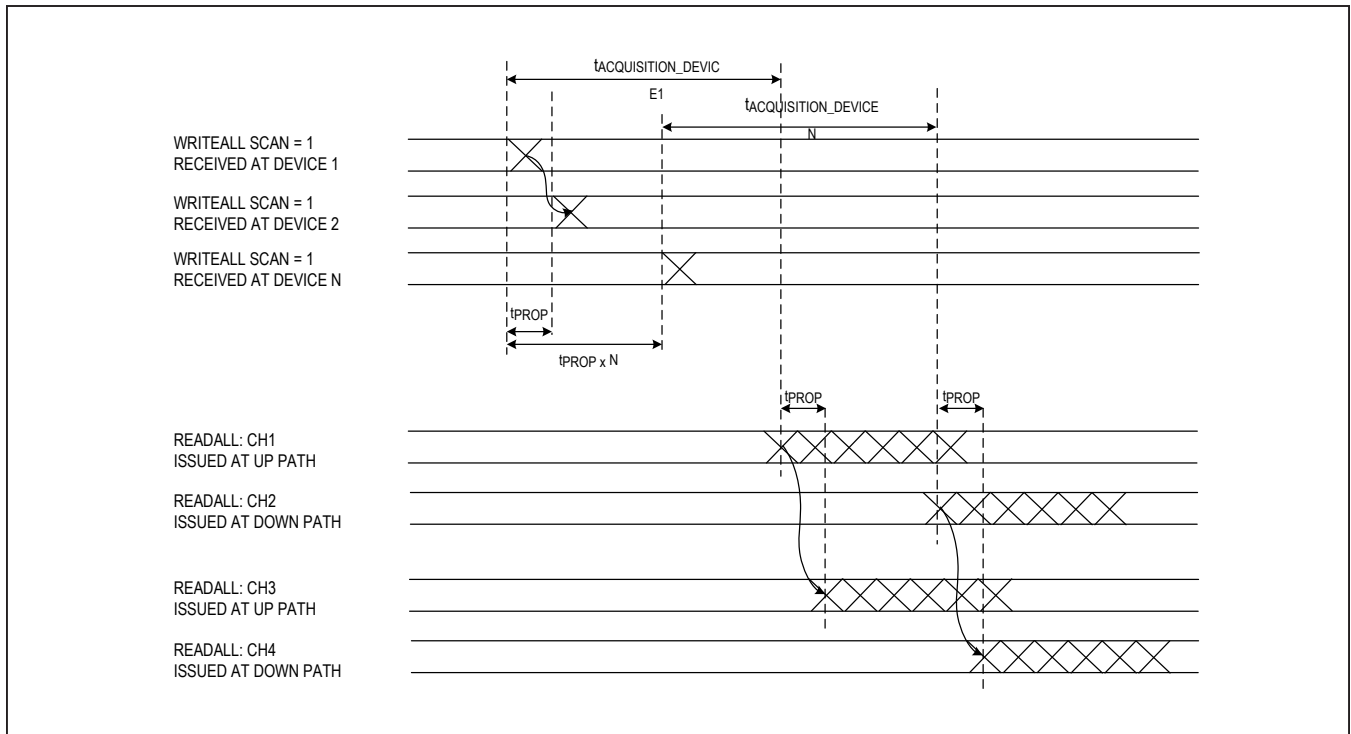 tACQUISITION_DEVIC
E1
tACQUISITION_DEVICE
N
WRITEALL SCAN = 1
RECEIVED AT DEVICE 1
WRITEALL SCAN = 1
RECEIVED AT DEVICE 2
WRITEALL SCAN = 1
RECEIVED AT DEVICE N
tPROP
tPROP x N
tPROP
tPROP
READALL: CH1
ISSUED AT UP PATH
READALL: CH2
ISSUED AT DOWN PATH
READALL: CH3
ISSUED AT UP PATH
READALL: CH4
ISSUED AT DOWN PATH